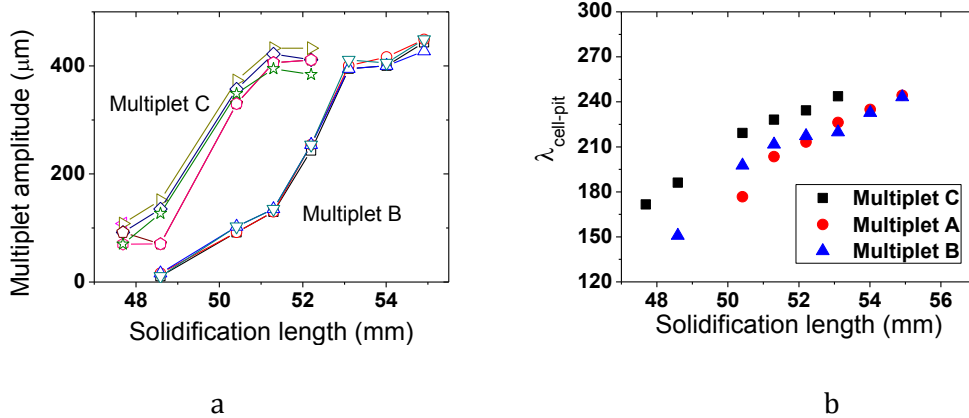 Multiplet amplitude (μm)
400
200
0
Multiplet C
Multiplet B
48 50 52 54
Solidification length (mm)
a
λcell-pit
300
270
240
210
180
150
120
Multiplet C
Multiplet A
Multiplet B
48 50 52 54 56
Solidification length (mm)
b